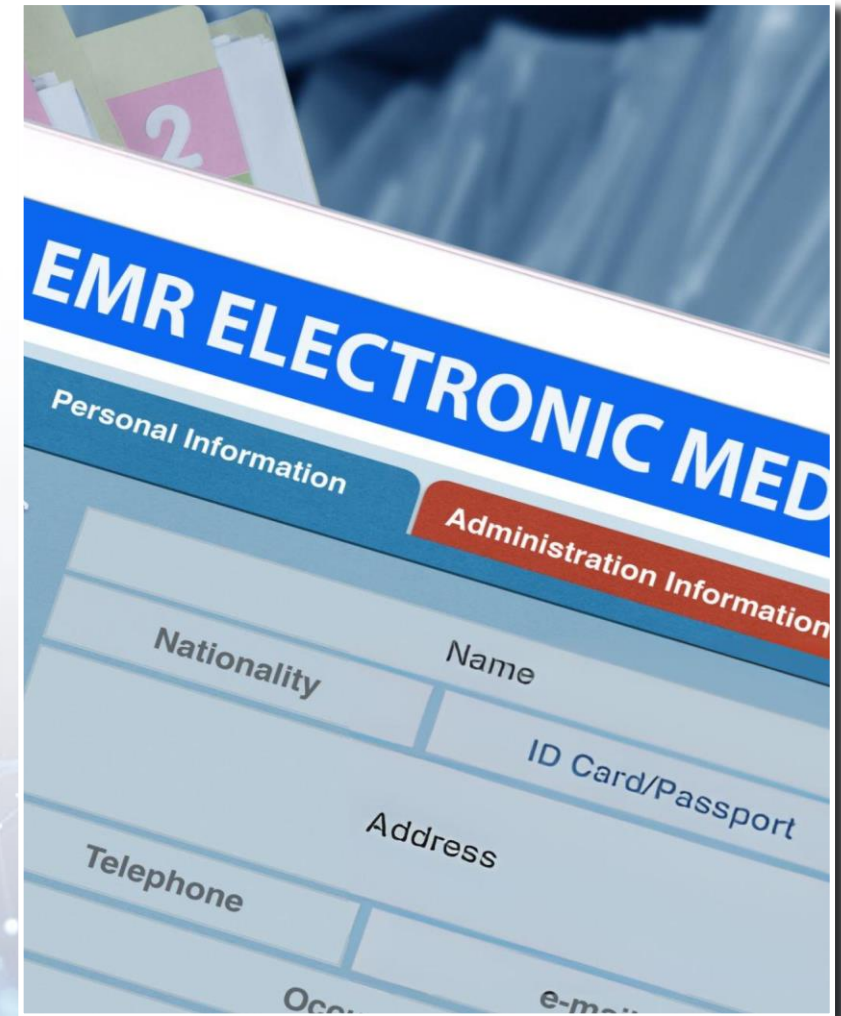 2
EMR ELECTRONIC MED
Personal Information
Administration Information
Name
Nationality
ID Card/Passport
Address
Telephone